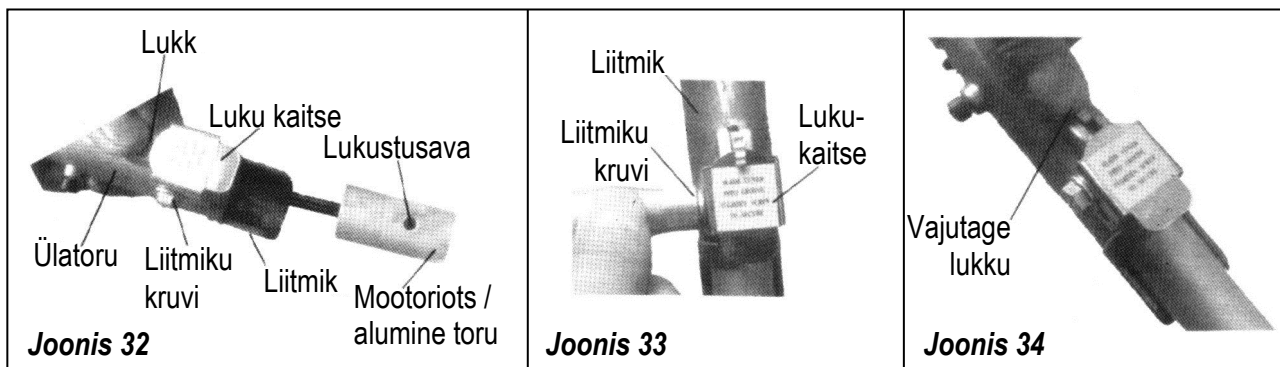 Lukk
Luku kaitse
Lukustusava
Ülatoru
Liitmiku
kruvi
Liitmik
Mootoriots /
alumine toru
Joonis 32
Liitmik
Liitmiku
kruvi
Luku-
kaitse
Joonis 33
Vajutage
lukku
Joonis 34